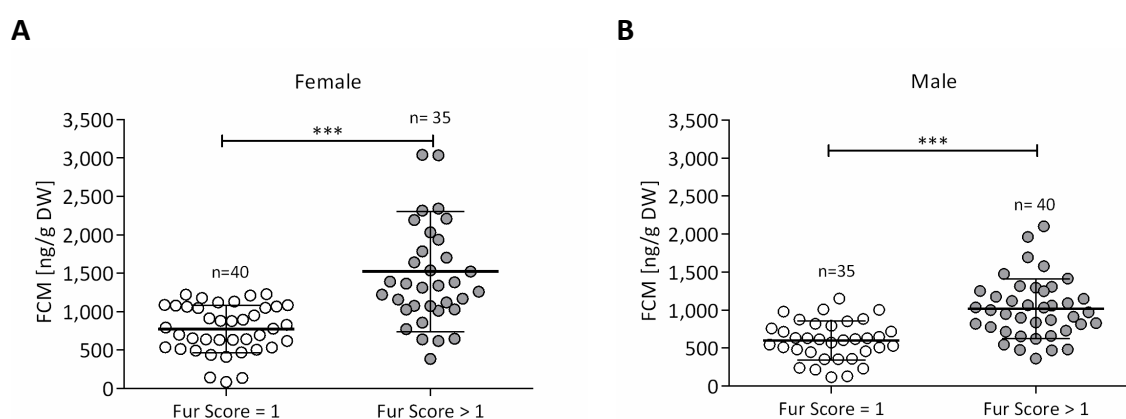 A
Female
FCM [ng/g DW]
3,500
3,000
2,500
2,000
1,500
1,000
500
0
***
n= 35
n=40
Fur Score = 1
Fur Score > 1
B
Male
FCM [ng/g DW]
3,500
3,000
2,500
2,000
1,500
1,000
500
0
***
n= 40
n=35
Fur Score = 1
Fur Score > 1